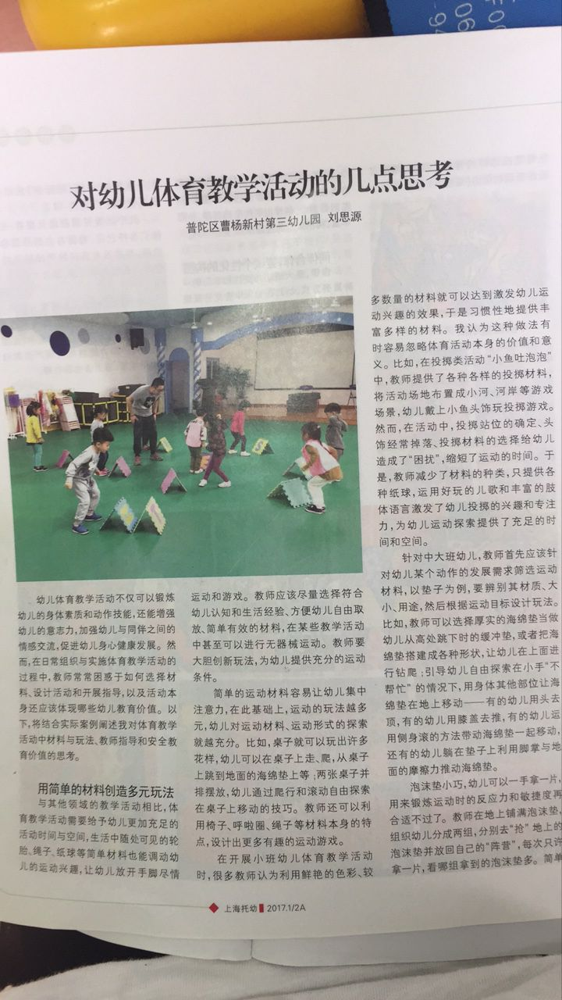 对幼儿体育教学活动的几点思考
普陀区曹杨新村第三幼儿园 刘思源
幼儿体育教学活动不仅可以锻炼
幼儿的身体素质和动作技能,还能增强
幼儿的意志力,加强幼儿与同伴之间的
情感交流,促进幼儿身心健康发展。然
而,在日常组织与实施体育教学活动的
过程中,教师常常困惑于如何选择材
料、设计活动和开展指导,以及活动本
身还应该体现哪些幼儿教育价值。以
下,将结合实际案例阐述我对体育教学
活动中材料与玩法、教师指导和安全教
育价值的思考。
用简单的材料创造多元玩法
与其他领域的教学活动相比,体
育教学活动需要给予幼儿更加充足的
活动时间与空间,生活中随处可见的轮
胎、绳子、纸球等简单材料也能调动幼
儿的运动兴趣,让幼儿放开手脚尽情
运动和游戏。教师应该尽量选择符合
幼儿认知和生活经验、方便幼儿自由取
放、简单有效的材料,在某些教学活动
中甚至可以进行无器械运动。教师要
大胆创新玩法,为幼儿提供充分的运动
条件。
简单的运动材料容易让幼儿集中
注意力,在此基础上,运动的玩法越多
元,幼儿对运动材料、运动形式的探索
就越充分。比如,桌子就可以玩出许多
花样,幼儿可以在桌子上走、爬,从桌子
上跳到地面的海绵垫上等;两张桌子并
排摆放,幼儿通过爬行和滚动自由探索
在桌子上移动的技巧。教师还可以利
用椅子、呼啦圈、绳子等材料本身的特
点,设计出更多有趣的运动游戏。
在开展小班幼儿体育教学活动
时,很多教师认为利用鲜艳的色彩、较
多数量的材料就可以达到激发幼儿运
动兴趣的效果,于是习惯性地提供丰
富多样的材料。我认为这种做法有
时容易忽略体育活动本身的价值和意
义。比如,在投掷类活动“小鱼吐泡泡”
中,教师提供了各种各样的投掷材料,
将活动场地布置成小河、河岸等游戏
场景,幼儿戴上小鱼头饰玩投掷游戏。
然而,在活动中,投掷站位的确定、头
饰经常掉落、投掷材料的选择给幼儿
造成了“困扰”,缩短了运动的时间。于
是,教师减少了材料的种类,只提供各
种纸球,运用好玩的儿歌和丰富的肢
体语言激发了幼儿投掷的兴趣和专注
力,为幼儿运动探索提供了充足的时
间和空间。
针对中大班幼儿,教师首先应该针
对幼儿某个动作的发展需求筛选运动
材料,以垫子为例,要辨别其材质、大
小、用途,然后根据运动目标设计玩法。
比如,教师可以选择厚实的海绵垫当做
幼儿从高处跳下时的缓冲垫,或者把海
绵垫搭建成各种形状,让幼儿在上面进
行钻爬;引导幼儿自由探索在小手“不
帮忙”的情况下,用身体其他部位让海
绵垫在地上移动——有的幼儿用头去
顶,有的幼儿用膝盖去推,有的幼儿运
用侧身滚的方法带动海绵垫一起移动,
还有的幼儿躺在垫子上利用脚掌与地
面的摩擦力推动海绵垫。
泡沫垫小巧,幼儿可以一手拿一片,
用来锻炼运动时的反应力和敏捷度再
合适不过了。教师在地上铺满泡沫垫,
组织幼儿分成两组,分别去“抢”地上的
泡沫垫并放回自己的“阵营”,每次只许
拿一片,看哪组拿到的泡沫垫多。简单
上海托幼 2017.1/2A